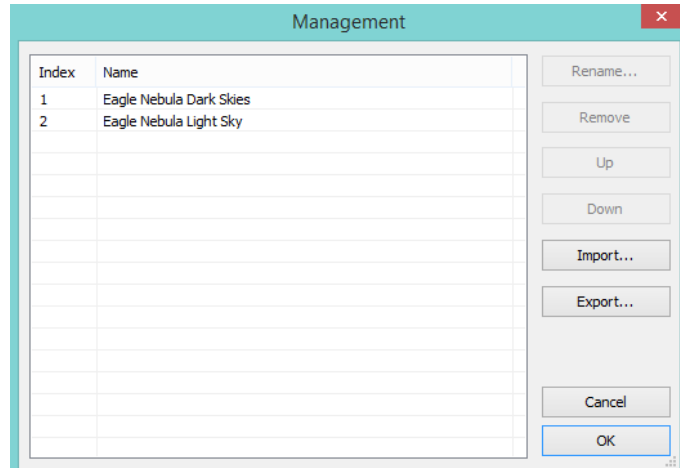 Management
Index Name
1 Eagle Nebula Dark Skies
2 Eagle Nebula Light Sky
Rename...
Remove
Up
Down
Import...
Export...
Cancel
OK